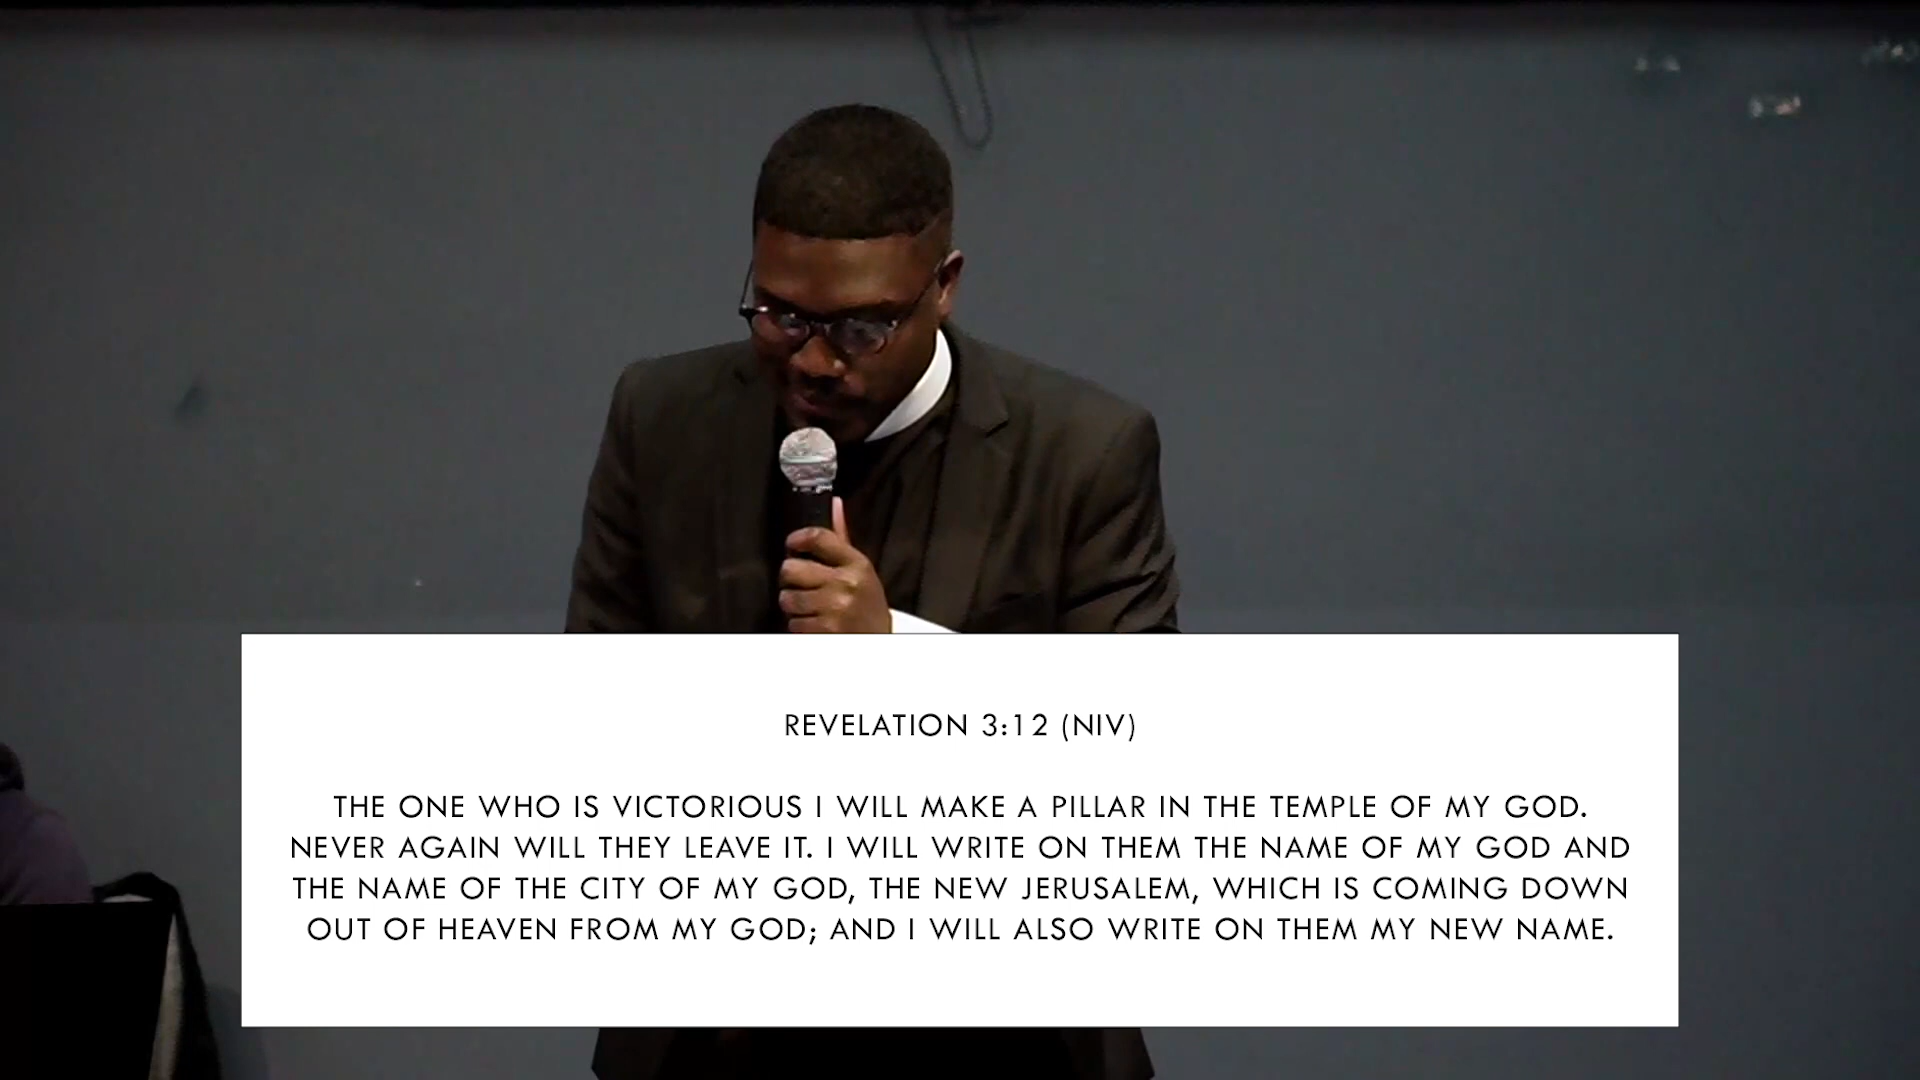 REVELATION 3:12 (NIV)
THE ONE WHO IS VICTORIOUS I WILL MAKE A PILLAR IN THE TEMPLE OF MY GOD.
NEVER AGAIN WILL THEY LEAVE IT. I WILL WRITE ON THEM THE NAME OF MY GOD AND
THE NAME OF THE CITY OF MY GOD, THE NEW JERUSALEM, WHICH IS COMING DOWN
OUT OF HEAVEN FROM MY GOD; AND I WILL ALSO WRITE ON THEM MY NEW NAME.